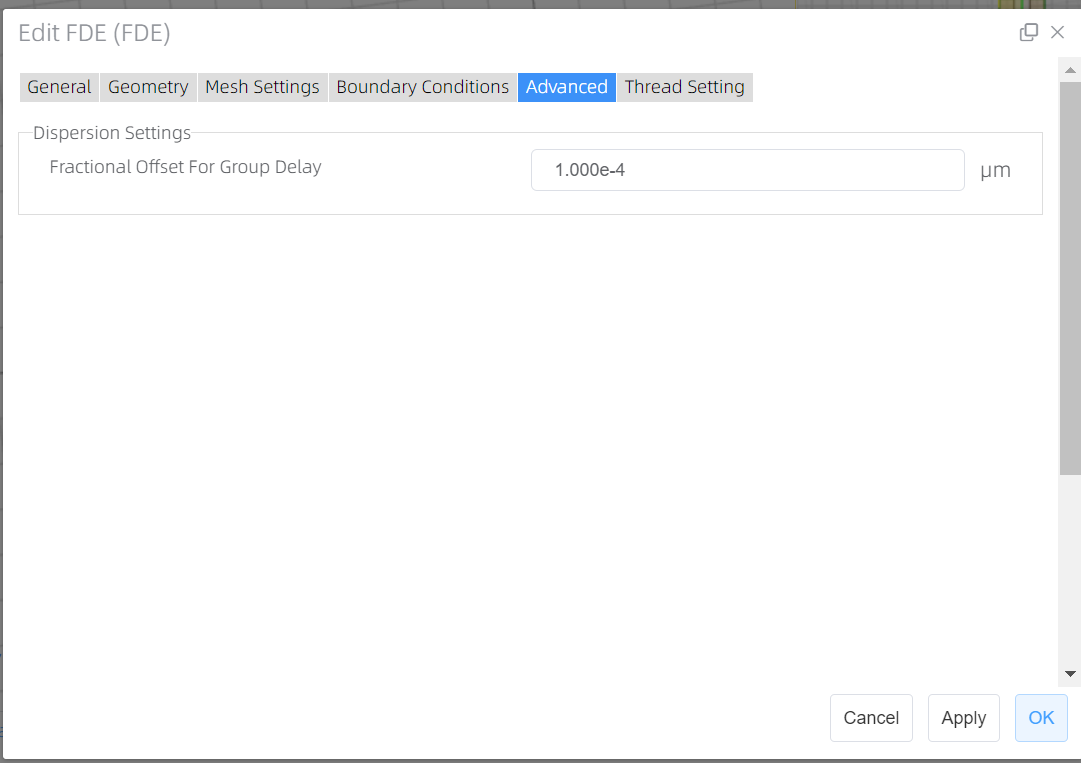 Edit FDE (FDE)
General Geometry Mesh Settings Boundary Conditions Advanced Thread Setting
Dispersion Settings
Fractional Offset For Group Delay 1.000e-4 μm
Cancel Apply OK